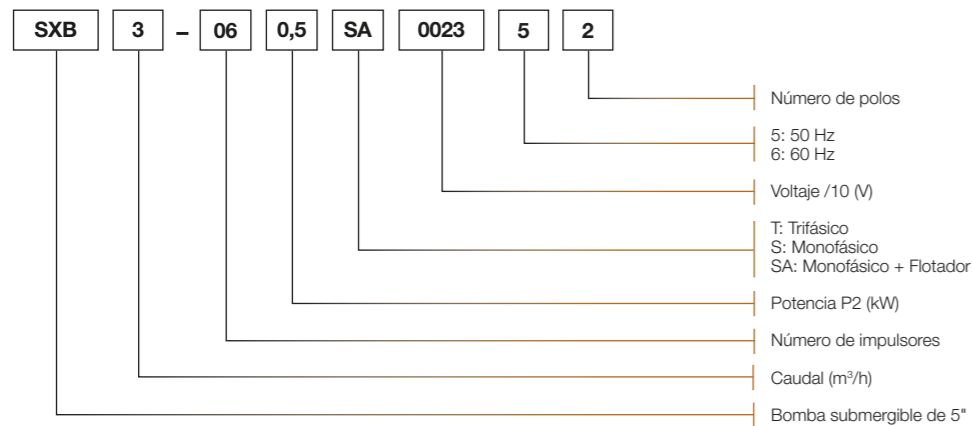 SXB 3 – 06 0,5 SA 0023 5 2
Número de polos
5: 50 Hz
6: 60 Hz
Voltaje /10 (V)
T: Trifásico
S: Monofásico
SA: Monofásico + Flotador
Potencia P2 (kW)
Número de impulsores
Caudal (m³/h)
Bomba submergible de 5"